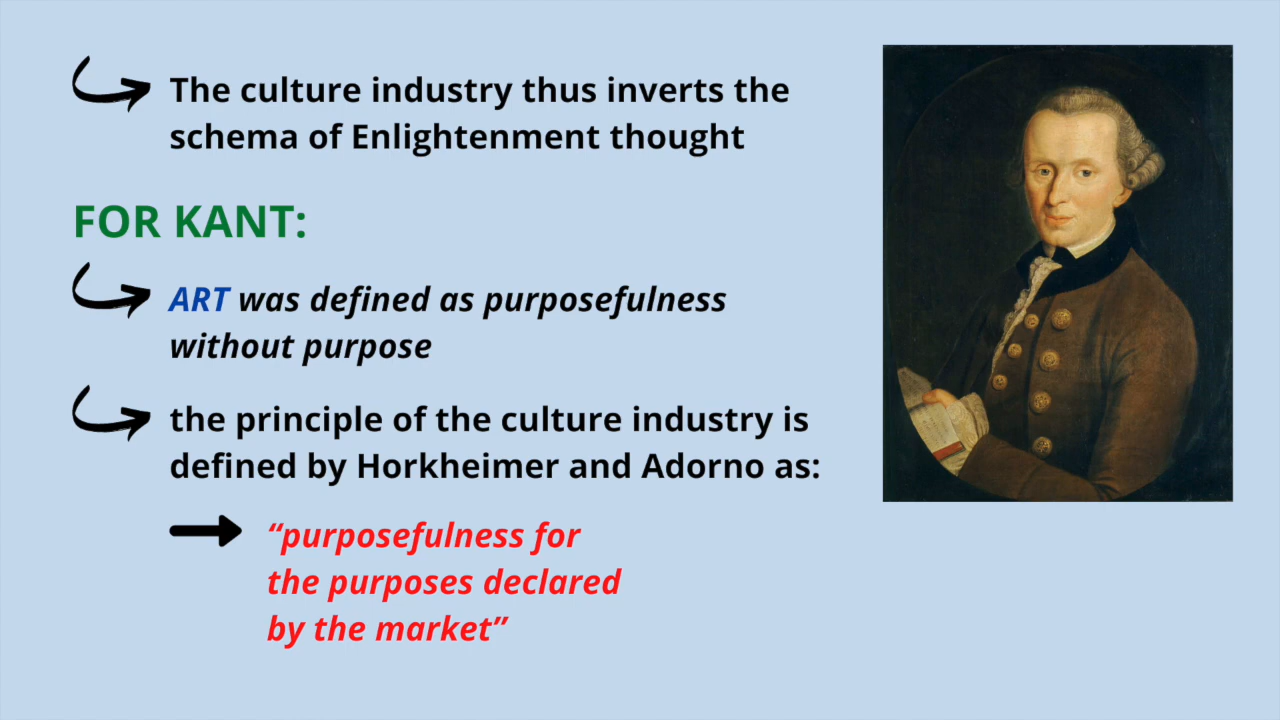 The culture industry thus inverts the
schema of Enlightenment thought
FOR KANT:
ART was defined as purposefulness
without purpose
the principle of the culture industry is
defined by Horkheimer and Adorno as:
“purposefulness for
the purposes declared
by the market”